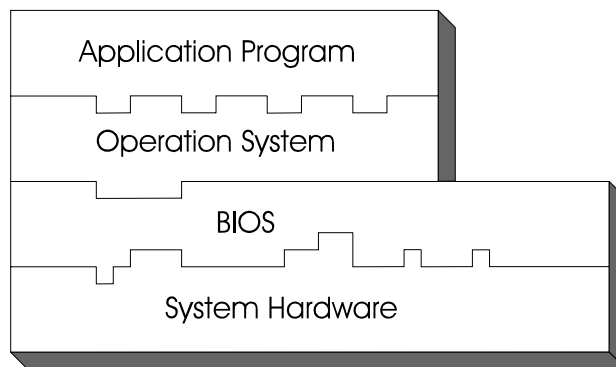 Application Program
Operation System
BIOS
System Hardware